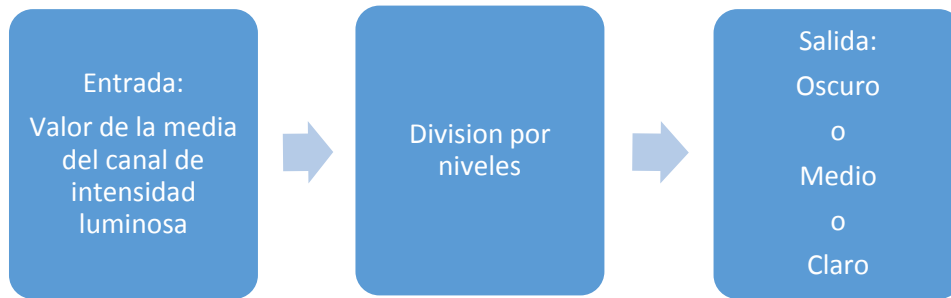 Entrada:
Valor de la media
del canal de
intensidad
luminosa
Division por
niveles
Salida:
Oscuro
o
Medio
o
Claro